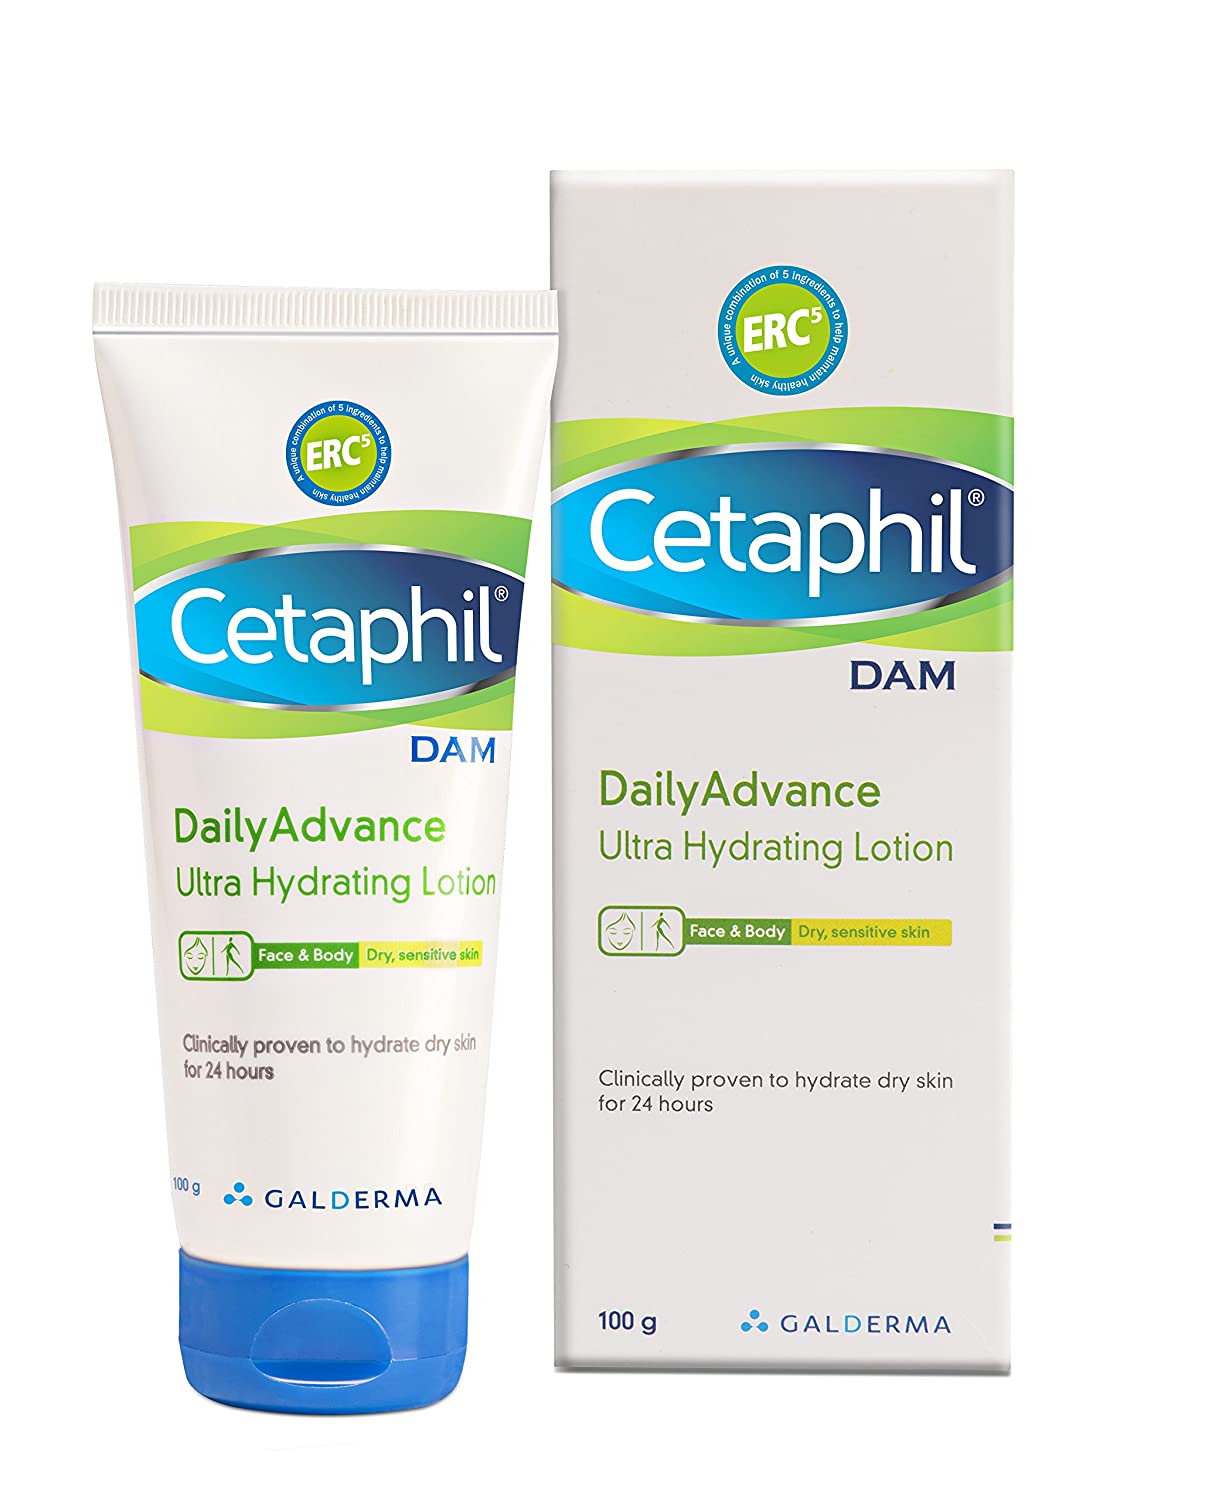 A unique combination of 5 ingredients to help maintain healthy skin
ERC5
Cetaphil®
DAM
DailyAdvance
Ultra Hydrating Lotion
Face & Body Dry, sensitive skin
Clinically proven to hydrate dry skin
for 24 hours
100 g GALDERMA
A unique combination of 5 ingredients to help maintain healthy skin
ERC5
Cetaphil®
DAM
DailyAdvance
Ultra Hydrating Lotion
Face & Body Dry, sensitive skin
Clinically proven to hydrate dry skin
for 24 hours
100 g GALDERMA